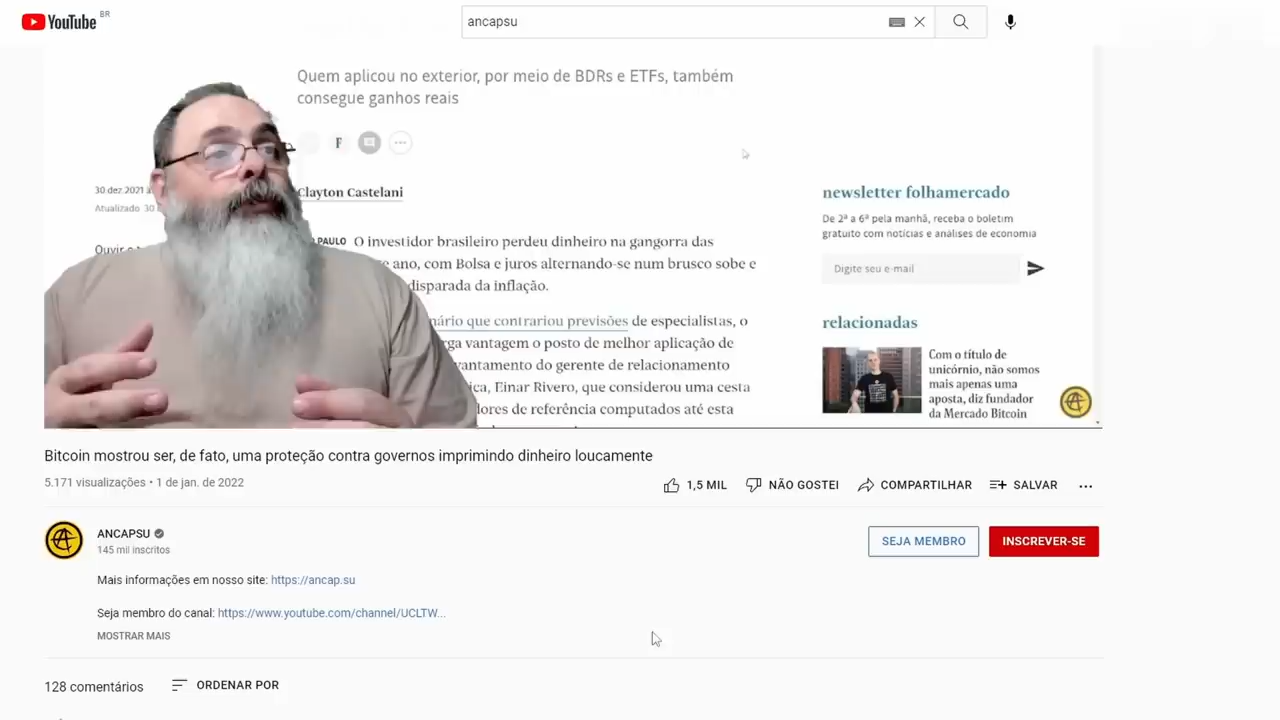 YouTube BR
ancapsu
Quem aplicou no exterior, por meio de BDRs e ETFs, também
consegue ganhos reais
F
30 dez.2021 à
Atualizado 30
Clayton Castelani
PAULO O investidor brasileiro perdeu dinheiro na gangorra das
e ano, com Bolsa e juros alternando-se num brusco sobe e
disparada da inflação.
nário que contrariou previsões de especialistas, o
rga vantagem o posto de melhor aplicação de
vantamento do gerente de relacionamento
ica, Einar Rivero, que considerou uma cesta
dores de referência computados até esta
newsletter folhamercado
De 2ª a 6ª pela manhã, receba o boletim
gratuito com notícias e análises de economia
Digite seu e-mail
relacionadas
Com o título de
unicórnio, não somos
mais apenas uma
aposta, diz fundador
da Mercado Bitcoin
Bitcoin mostrou ser, de fato, uma proteção contra governos imprimindo dinheiro loucamente
5.171 visualizações • 1 de jan. de 2022
1,5 MIL NÃO GOSTEI COMPARTILHAR SALVAR
ANCAPSU
145 mil inscritos
SEJA MEMBRO INSCREVER-SE
Mais informações em nosso site: https://ancap.su
Seja membro do canal: https://www.youtube.com/channel/UCLTW...
MOSTRAR MAIS
128 comentários ORDENAR POR